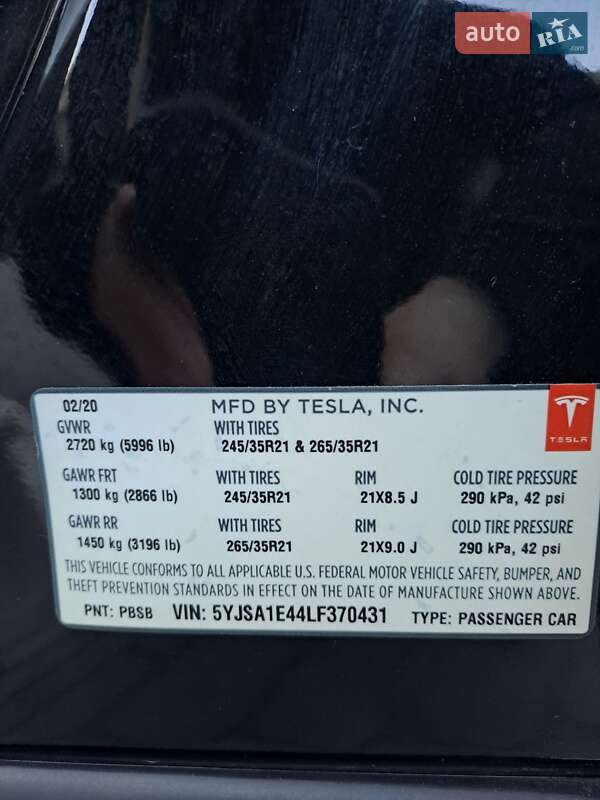 auto RIA .com
02/20 MFD BY TESLA, INC.
TESLA
GVWR WITH TIRES
2720 kg (5996 lb) 245/35R21 & 265/35R21
GAWR FRT WITH TIRES RIM COLD TIRE PRESSURE
1300 kg (2866 lb) 245/35R21 21X8.5 J 290 kPa, 42 psi
GAWR RR WITH TIRES RIM COLD TIRE PRESSURE
1450 kg (3196 lb) 265/35R21 21X9.0 J 290 kPa, 42 psi
THIS VEHICLE CONFORMS TO ALL APPLICABLE U.S. FEDERAL MOTOR VEHICLE SAFETY, BUMPER, AND
THEFT PREVENTION STANDARDS IN EFFECT ON THE DATE OF MANUFACTURE SHOWN ABOVE.
PNT: PBSB VIN: 5YJSA1E44LF370431 TYPE: PASSENGER CAR